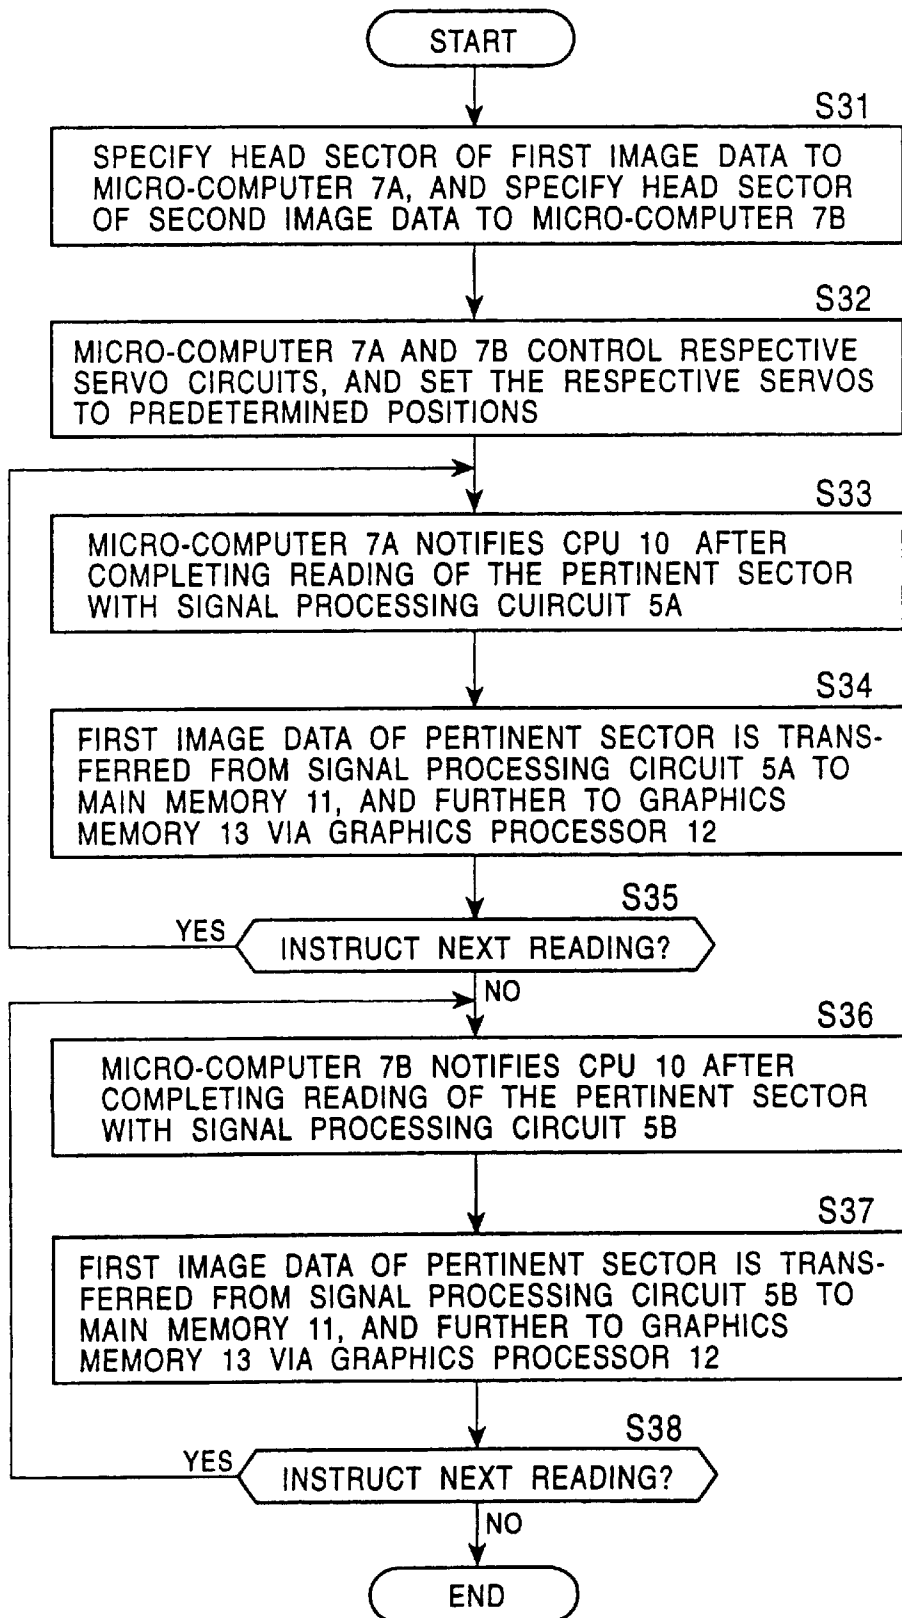 START
S31
SPECIFY HEAD SECTOR OF FIRST IMAGE DATA TO
MICRO-COMPUTER 7A, AND SPECIFY HEAD SECTOR
OF SECOND IMAGE DATA TO MICRO-COMPUTER 7B
S32
MICRO-COMPUTER 7A AND 7B CONTROL RESPECTIVE
SERVO CIRCUITS, AND SET THE RESPECTIVE SERVOS
TO PREDETERMINED POSITIONS
S33
MICRO-COMPUTER 7A NOTIFIES CPU 10 AFTER
COMPLETING READING OF THE PERTINENT SECTOR
WITH SIGNAL PROCESSING CUIRCUIT 5A
S34
FIRST IMAGE DATA OF PERTINENT SECTOR IS TRANS-
FERRED FROM SIGNAL PROCESSING CIRCUIT 5A TO
MAIN MEMORY 11, AND FURTHER TO GRAPHICS
MEMORY 13 VIA GRAPHICS PROCESSOR 12
S35
YES
INSTRUCT NEXT READING?
NO
S36
MICRO-COMPUTER 7B NOTIFIES CPU 10 AFTER
COMPLETING READING OF THE PERTINENT SECTOR
WITH SIGNAL PROCESSING CIRCUIT 5B
S37
FIRST IMAGE DATA OF PERTINENT SECTOR IS TRANS-
FERRED FROM SIGNAL PROCESSING CIRCUIT 5B TO
MAIN MEMORY 11, AND FURTHER TO GRAPHICS
MEMORY 13 VIA GRAPHICS PROCESSOR 12
S38
YES
INSTRUCT NEXT READING?
NO
END